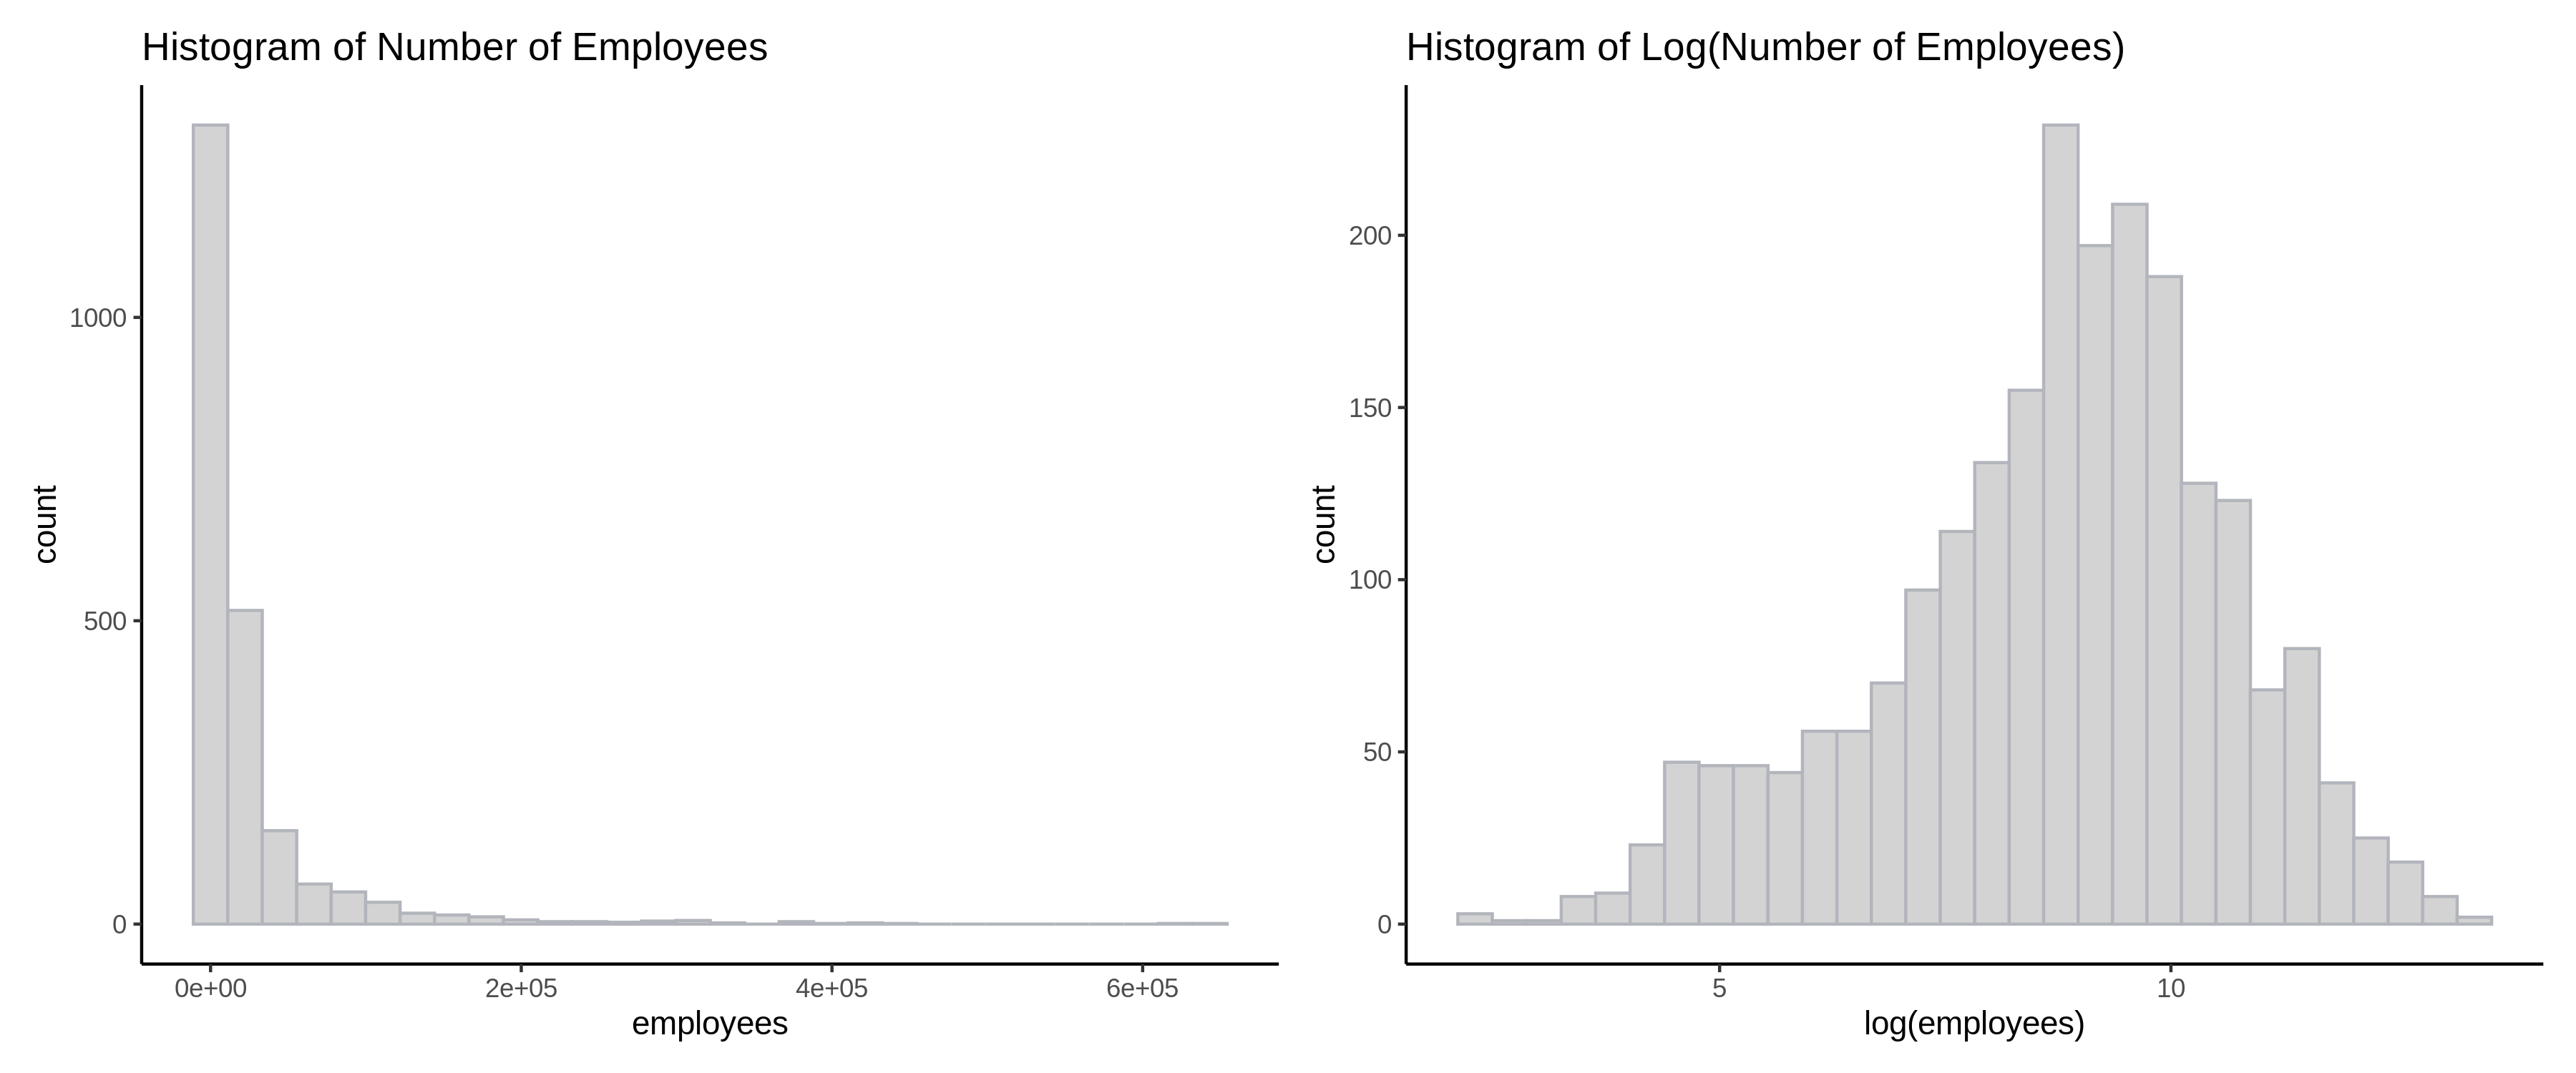 Histogram of Number of Employees
count
1000
500
0
0e+00 2e+05 4e+05 6e+05
employees
Histogram of Log(Number of Employees)
count
200
150
100
50
0
5 10
log(employees)